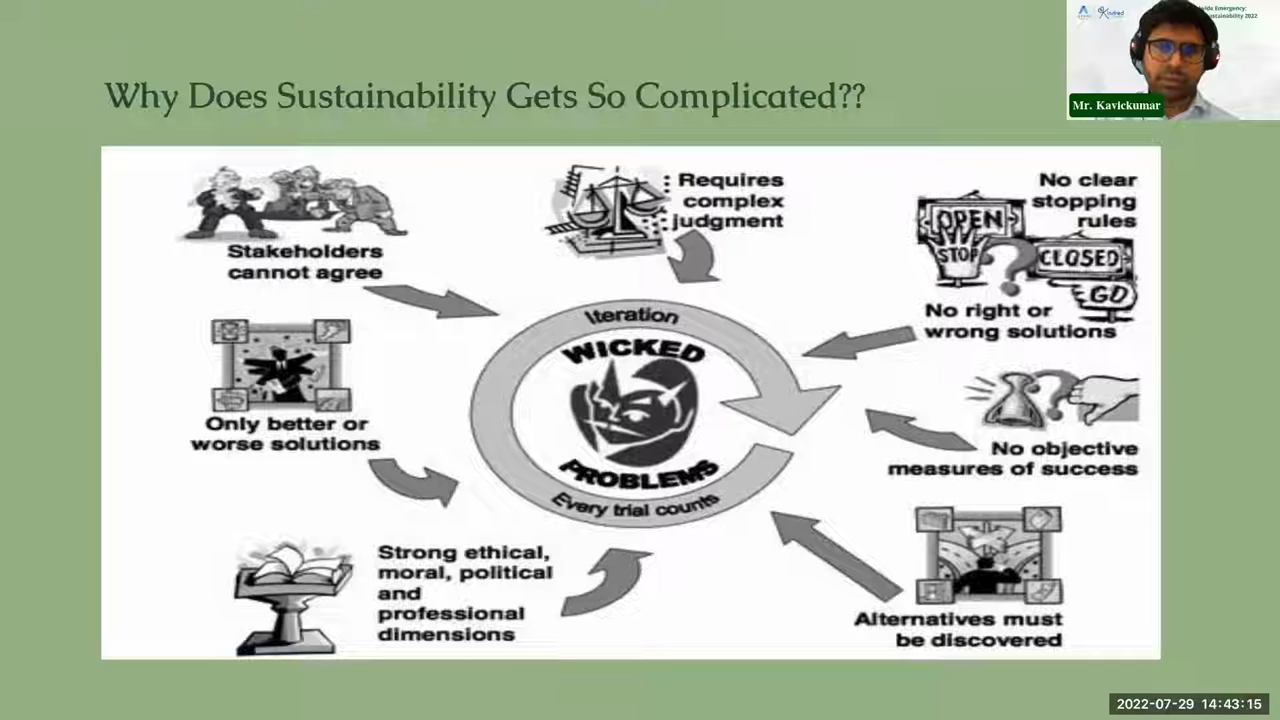 Why Does Sustainability Gets So Complicated??
Emergency:
ustainability 2022
Mr. Kavickumar
Stakeholders
cannot agree
Requires
complex
judgment
No clear
stopping
rules
OPEN
STOP
CLOSED
GO
No right or
wrong solutions
Iteration
WICKED
PROBLEMS
Every trial counts
Only better or
worse solutions
No objective
measures of success
Strong ethical,
moral, political
and
professional
dimensions
Alternatives must
be discovered
2022-07-29 14:43:15